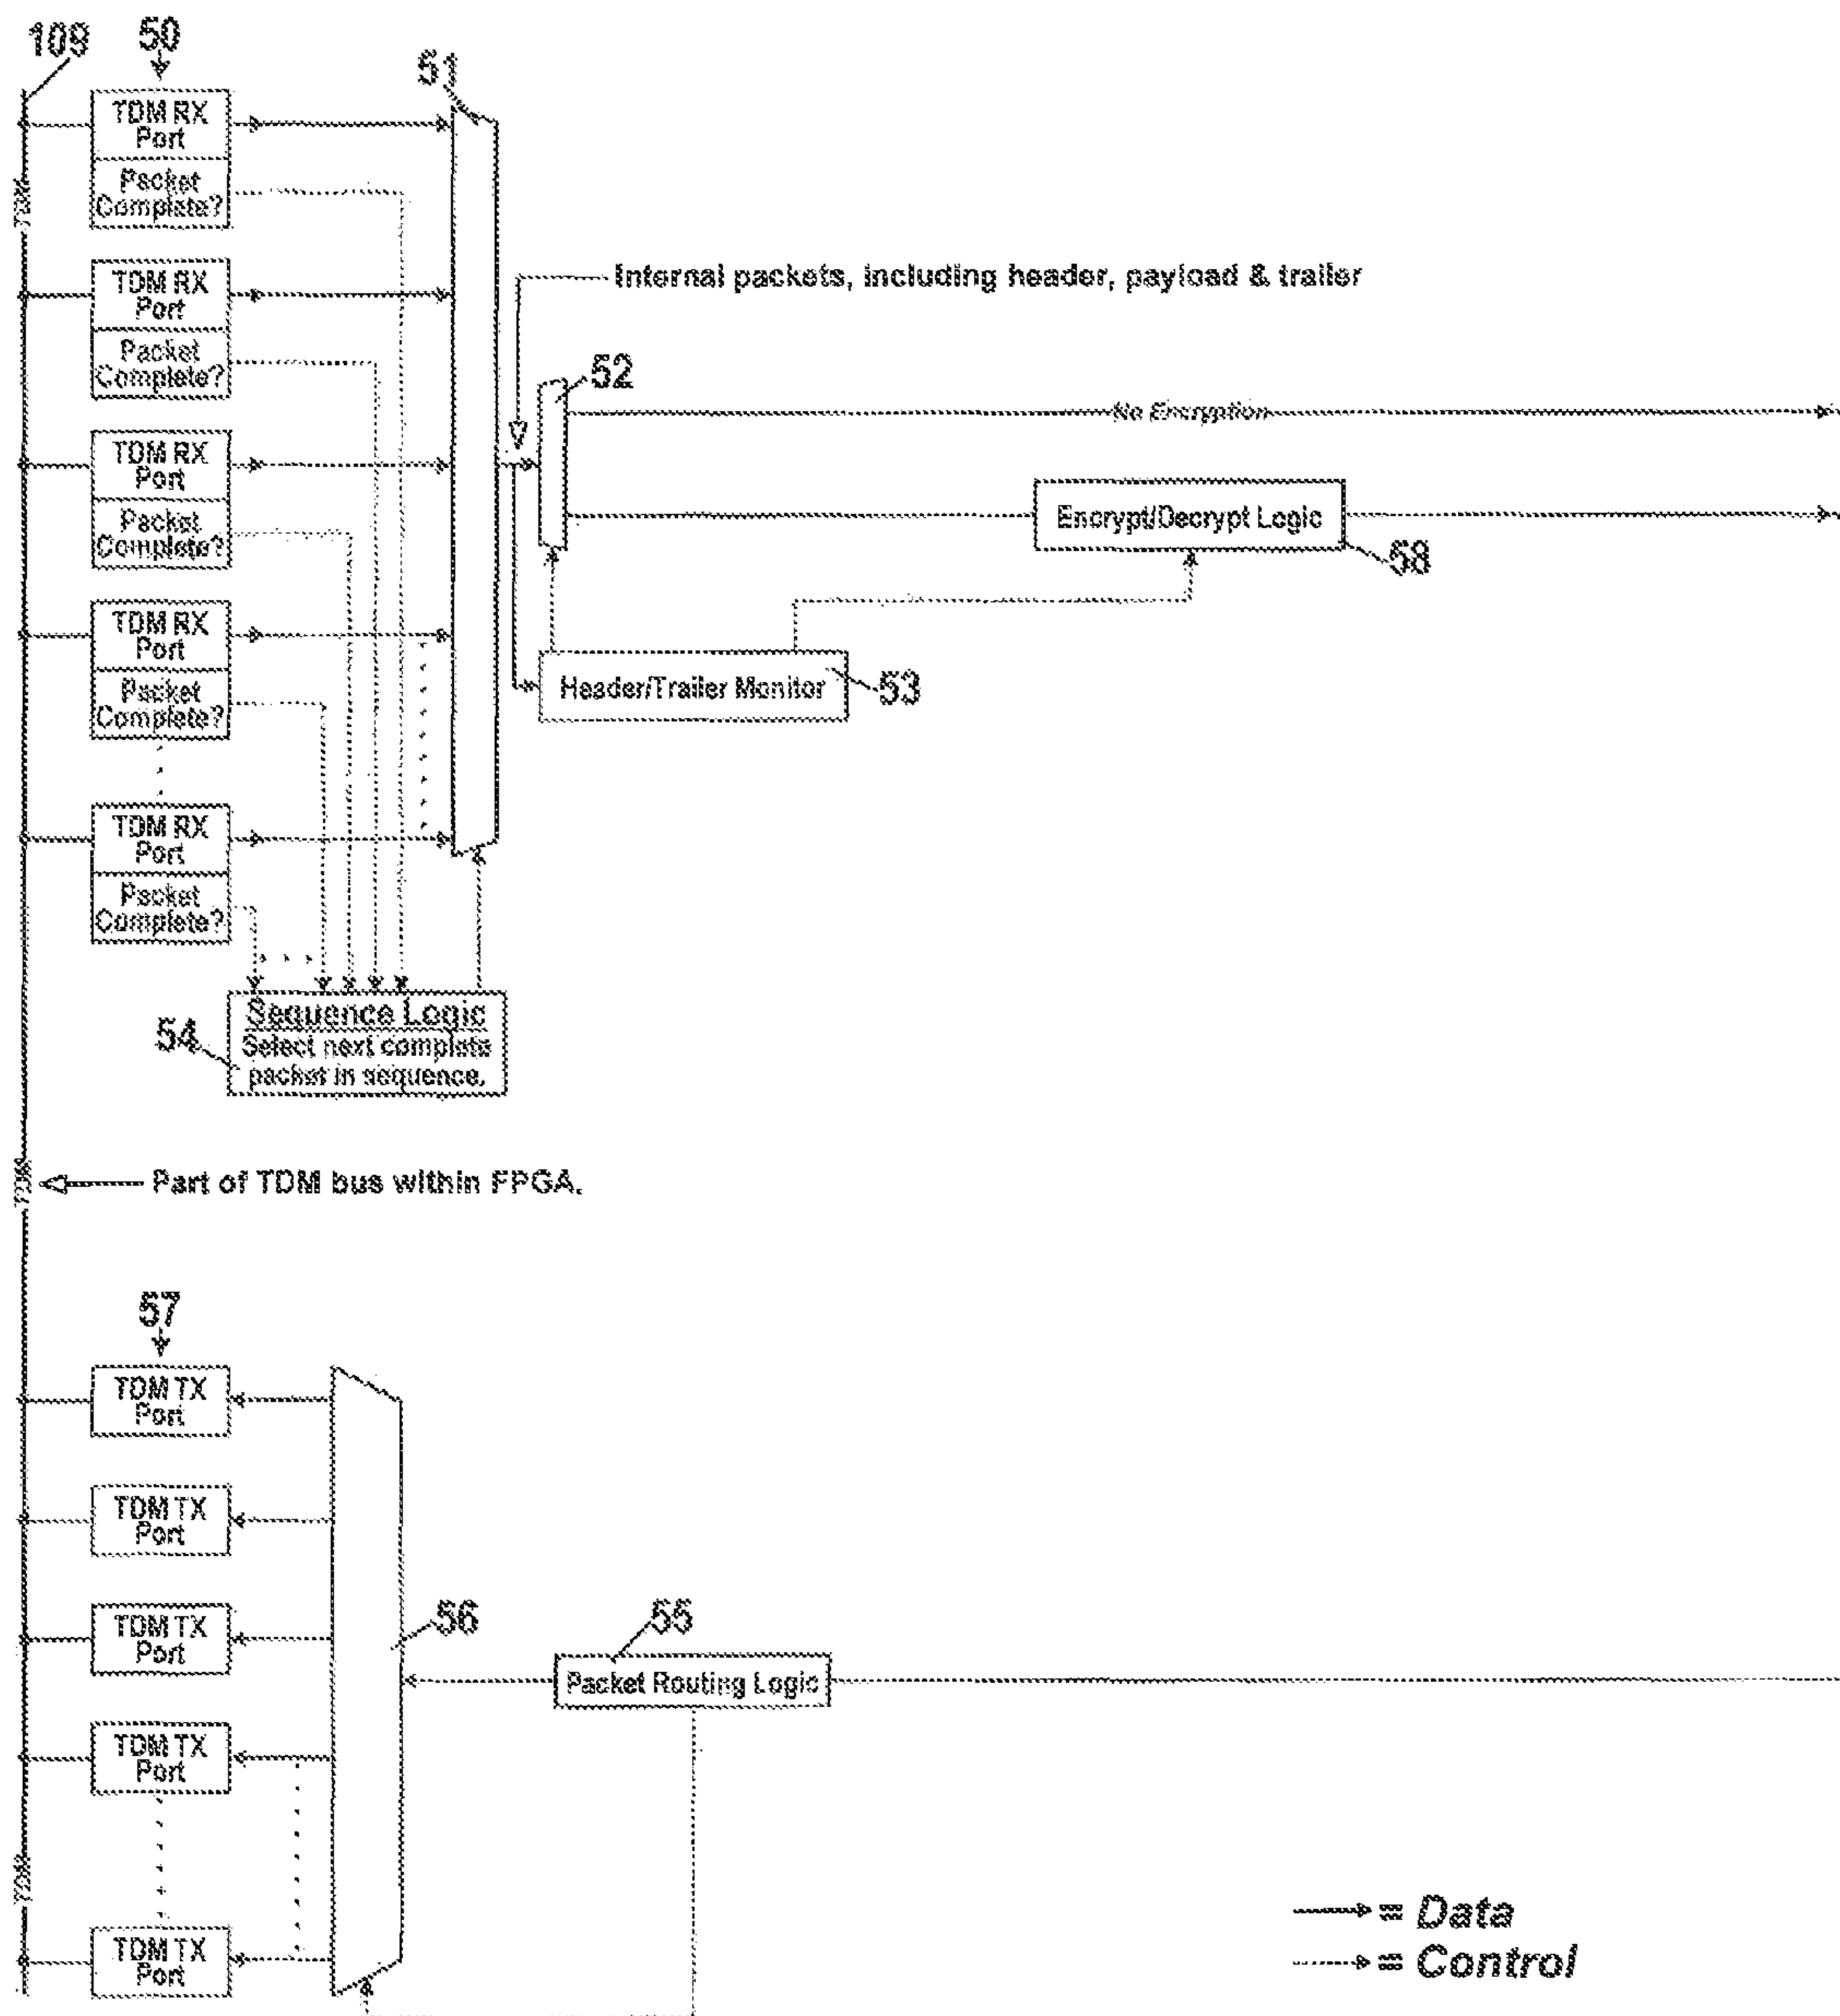 109
50
51
TDM RX
Port
Packet
Complete?
TDM
TDM RX
Port
Packet
Complete?
Internal packets, including header, payload & trailer
52
No Encryption
TDM RX
Port
Packet
Complete?
Encrypt/Decrypt Logic
58
TDM RX
Port
Packet
Complete?
Header/Trailer Monitor
53
TDM RX
Port
Packet
Complete?
54
Sequence Logic
Select next complete
packet in sequence.
TDM
Part of TDM bus within FPGA.
57
TDM TX
Port
TDM TX
Port
TDM TX
Port
56
55
Packet Routing Logic
TDM TX
Port
TDM
TDM TX
Port
= Data
= Control